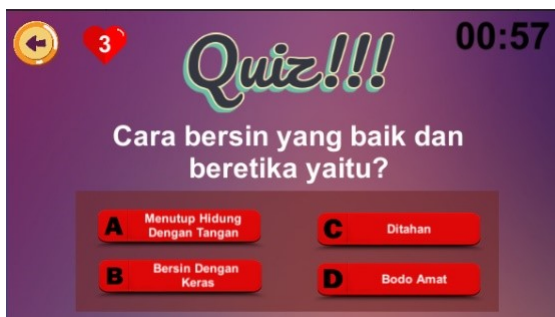 3
Quiz!!!
00:57
Cara bersin yang baik dan
beretika yaitu?
A
Menutup Hidung
Dengan Tangan
B
Bersin Dengan
Keras
C
Ditahan
D
Bodo Amat